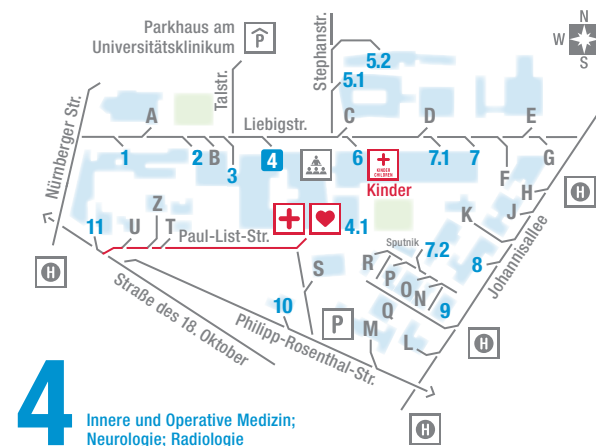 Parkhaus am
Universitätsklinikum
P
Talstr.
Stephanstr.
5.2
5.1
N
W
S
Nürnberger Str.
A
Liebigstr.
C
D
E
1
2
B
3
4
6
KINDER
CHILDREN
Kinder
7.1
7
F
G
H
J
H
11
U
Z
T
Paul-List-Str.
4.1
K
Johannisallee
H
S
R
Sputnik
7.2
P
O
N
8
9
Straße des 18. Oktober
10
P
Q
M
L
H
Philipp-Rosenthal-Str.
H
4
Innere und Operative Medizin;
Neurologie; Radiologie